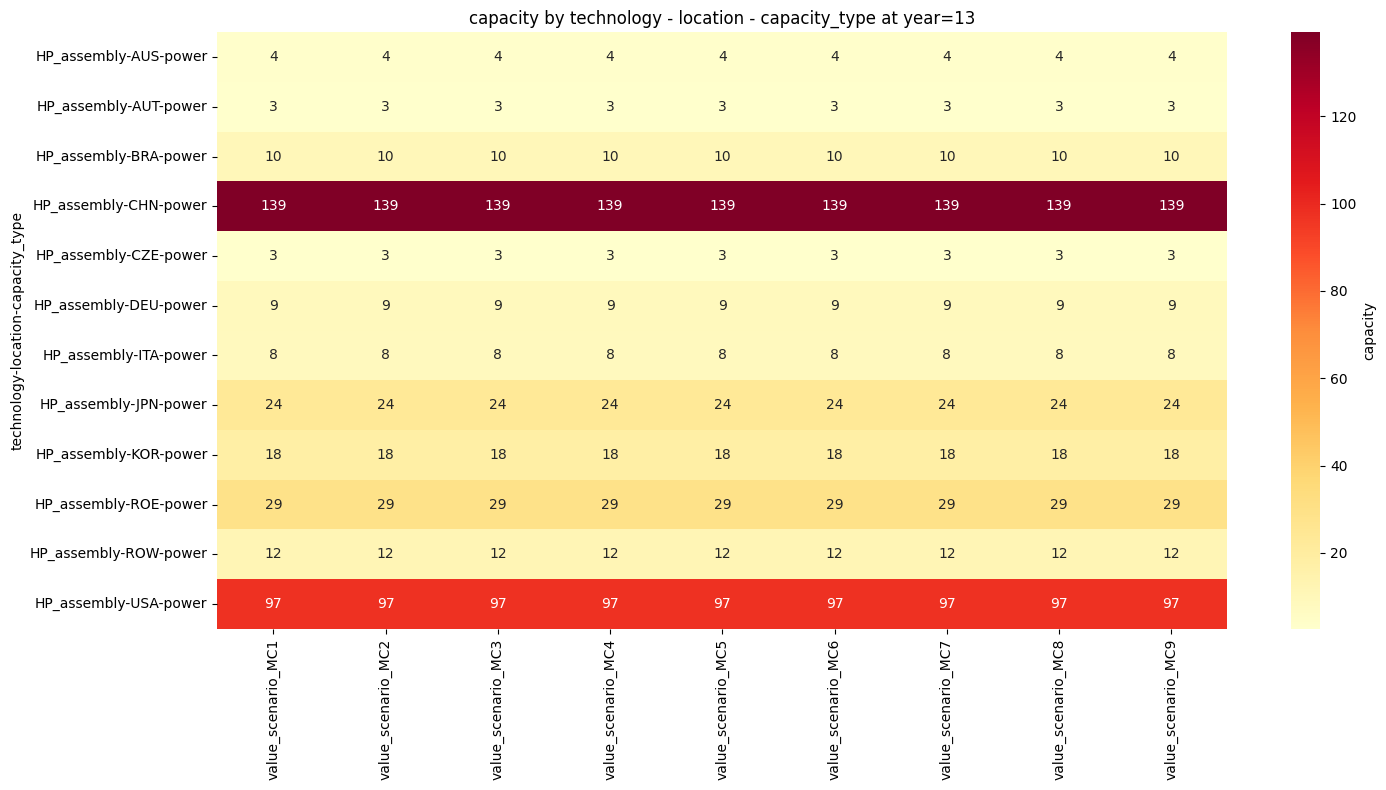 capacity by technology - location - capacity_type at year=13
technology-location-capacity_type
HP_assembly-AUS-power 4 4 4 4 4 4 4 4 4
HP_assembly-AUT-power 3 3 3 3 3 3 3 3 3
HP_assembly-BRA-power 10 10 10 10 10 10 10 10 10
HP_assembly-CHN-power 139 139 139 139 139 139 139 139 139
HP_assembly-CZE-power 3 3 3 3 3 3 3 3 3
HP_assembly-DEU-power 9 9 9 9 9 9 9 9 9
HP_assembly-ITA-power 8 8 8 8 8 8 8 8 8
HP_assembly-JPN-power 24 24 24 24 24 24 24 24 24
HP_assembly-KOR-power 18 18 18 18 18 18 18 18 18
HP_assembly-ROE-power 29 29 29 29 29 29 29 29 29
HP_assembly-ROW-power 12 12 12 12 12 12 12 12 12
HP_assembly-USA-power 97 97 97 97 97 97 97 97 97
value_scenario_MC1
value_scenario_MC2
value_scenario_MC3
value_scenario_MC4
value_scenario_MC5
value_scenario_MC6
value_scenario_MC7
value_scenario_MC8
value_scenario_MC9
120
100
80
60
40
20
capacity